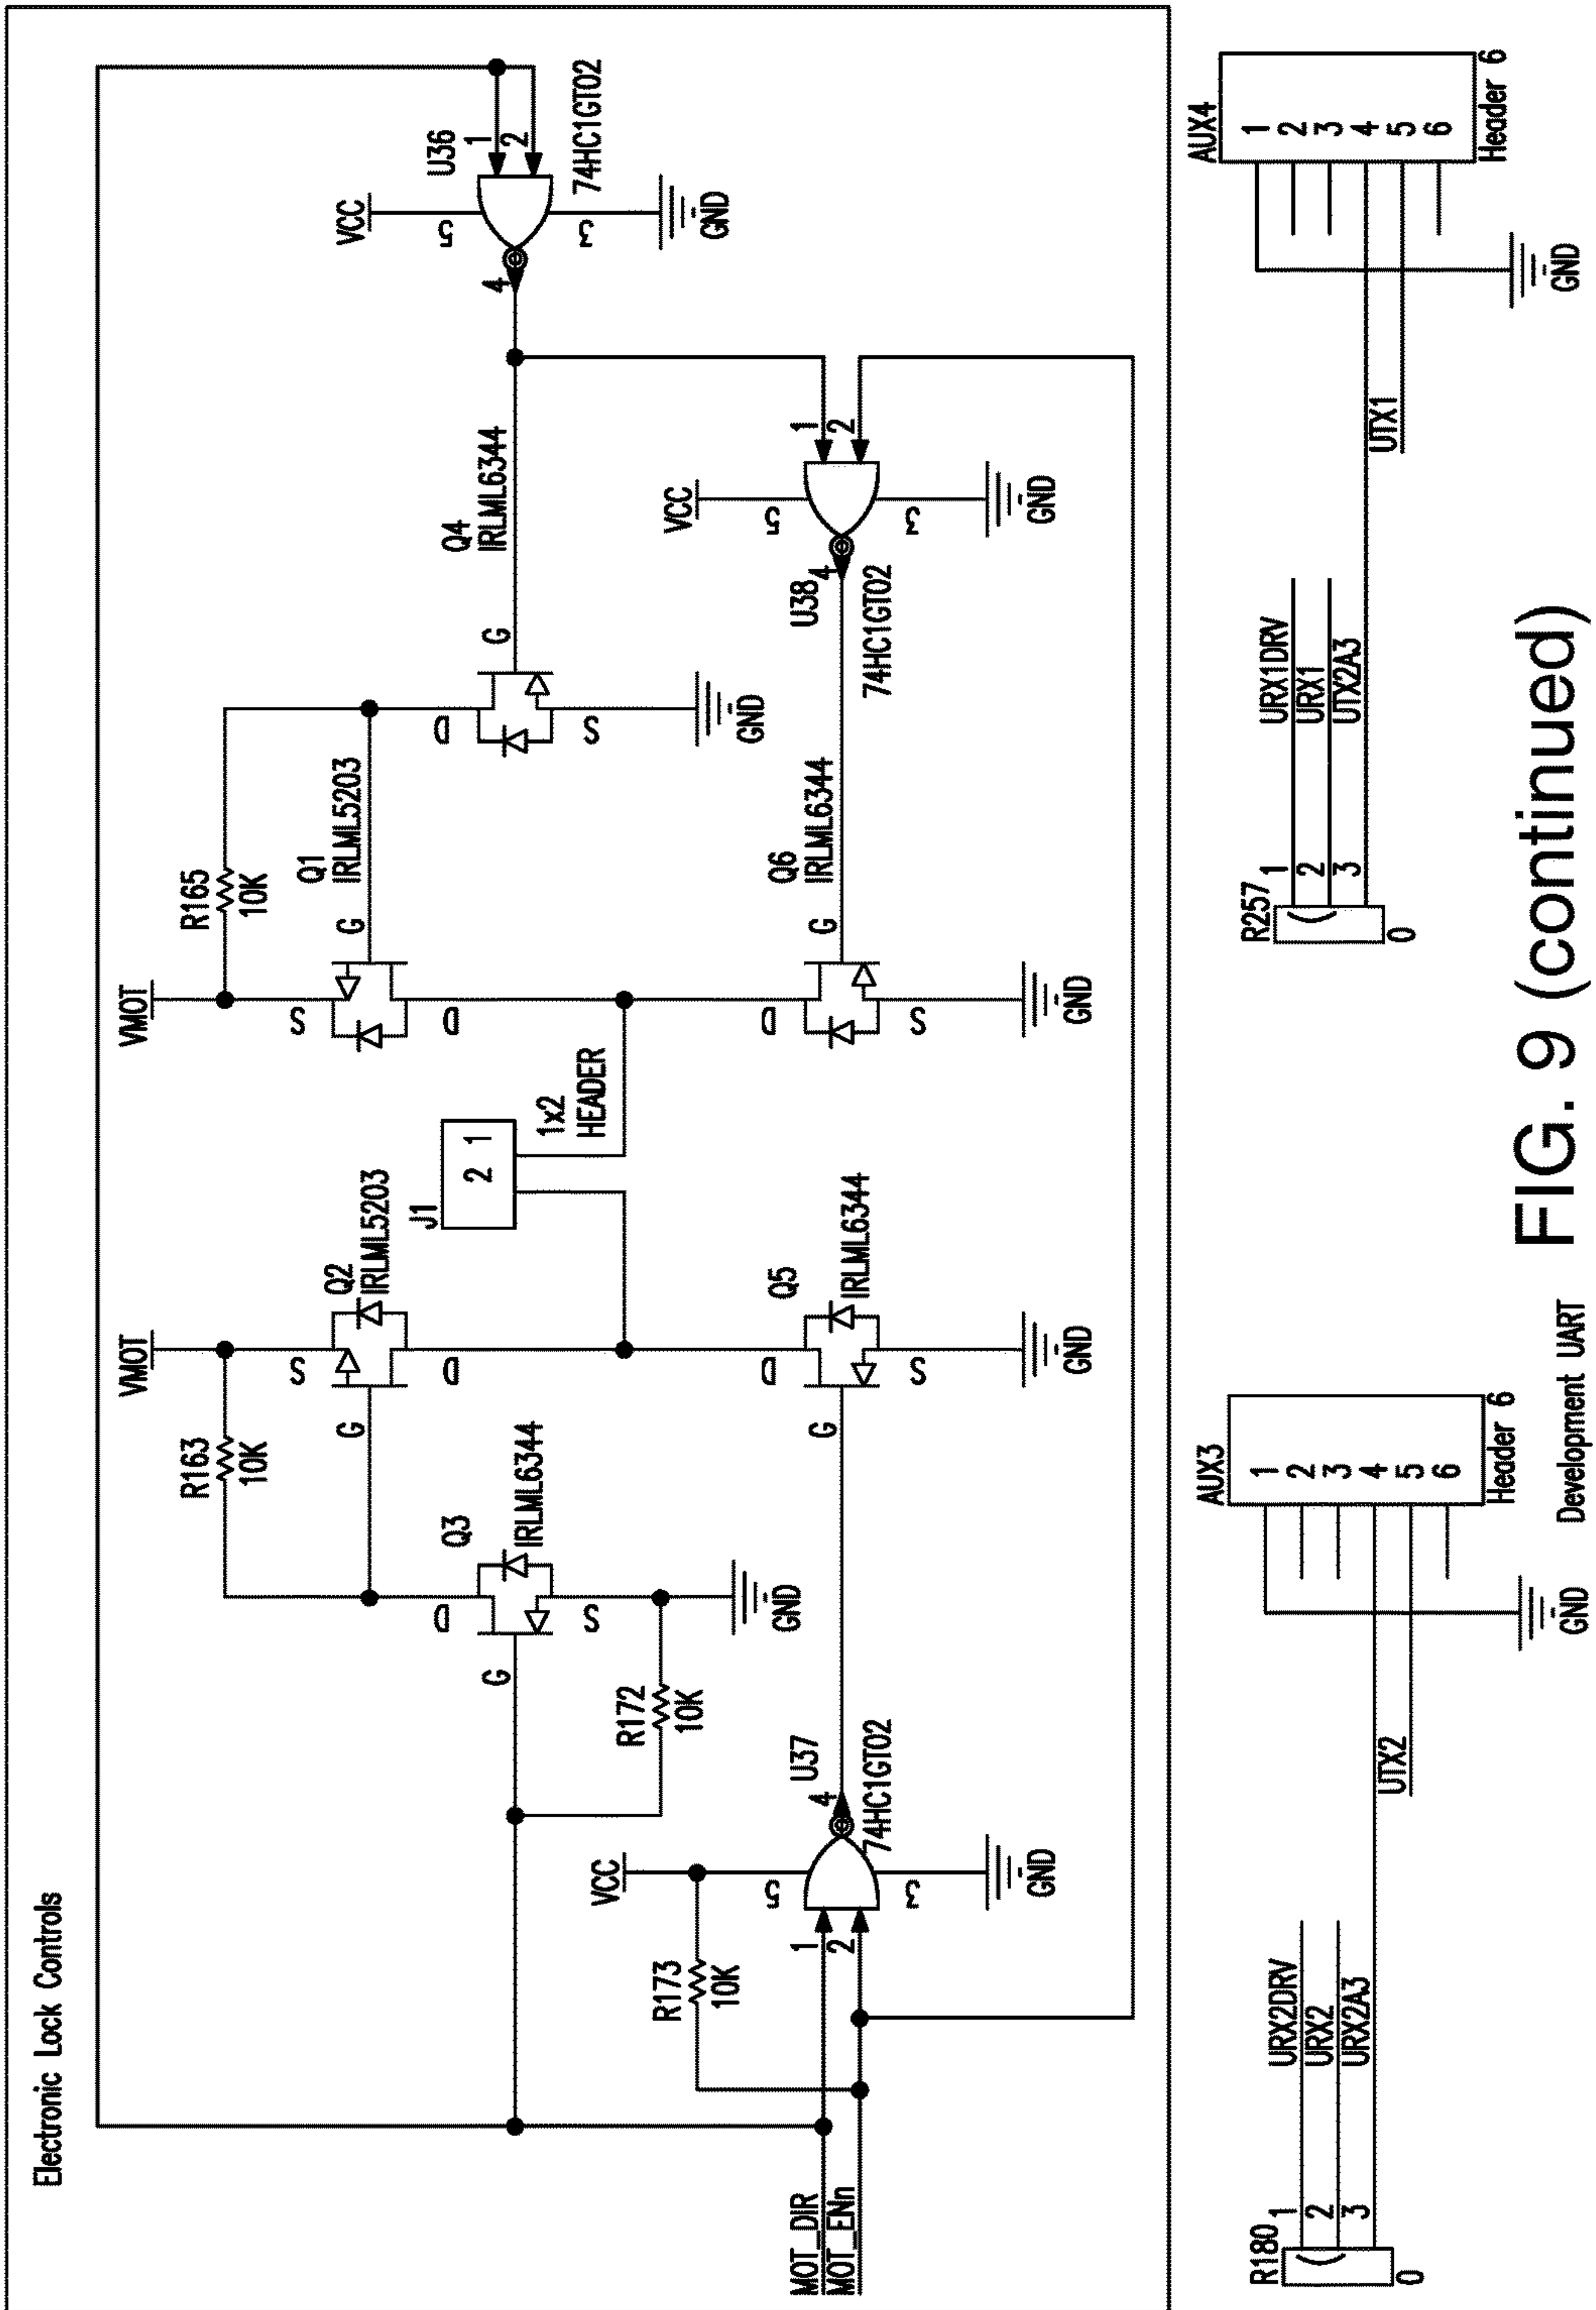 Electronic Lock Controls
MOT_DIR
MOT_ENn
R173
10K
VCC
1
2
5
3
4
U37
74HC1GT02
GND
R172
10K
G
D
S
Q3
IRLML6344
GND
R163
10K
VMOT
S
G
D
Q2
IRLML5203
D
G
S
Q5
IRLML6344
GND
J1
2 1
1x2
HEADER
VMOT
R165
10K
S
G
D
Q1
IRLML5203
D
G
S
Q6
IRLML6344
GND
D
G
S
Q4
IRLML6344
GND
VCC
5
3
4
1
2
U38
74HC1GT02
GND
VCC
5
3
4
1
2
U36
74HC1GT02
GND
R180
1
2
3
0
URX2DRV
URX2
URX2A3
UTX2
AUX3
1
2
3
4
5
6
Header 6
GND
Development UART
R257
1
2
3
0
URX1DRV
URX1
UTX2A3
UTX1
AUX4
1
2
3
4
5
6
Header 6
GND
FIG. 9 (continued)